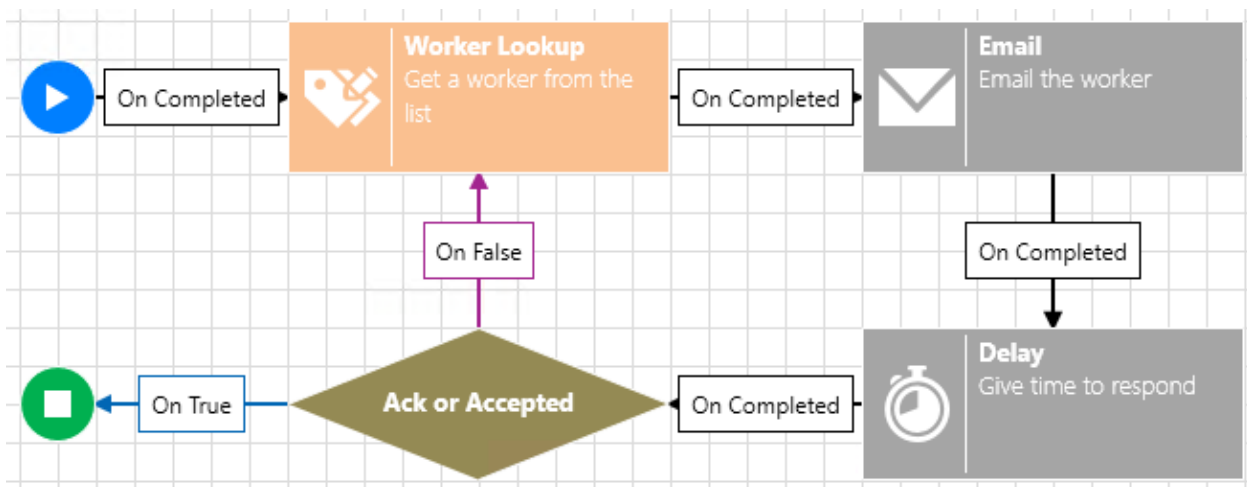 On Completed
Worker Lookup
Get a worker from the
list
On Completed
Email
Email the worker
On False
On Completed
On True
Ack or Accepted
On Completed
Delay
Give time to respond